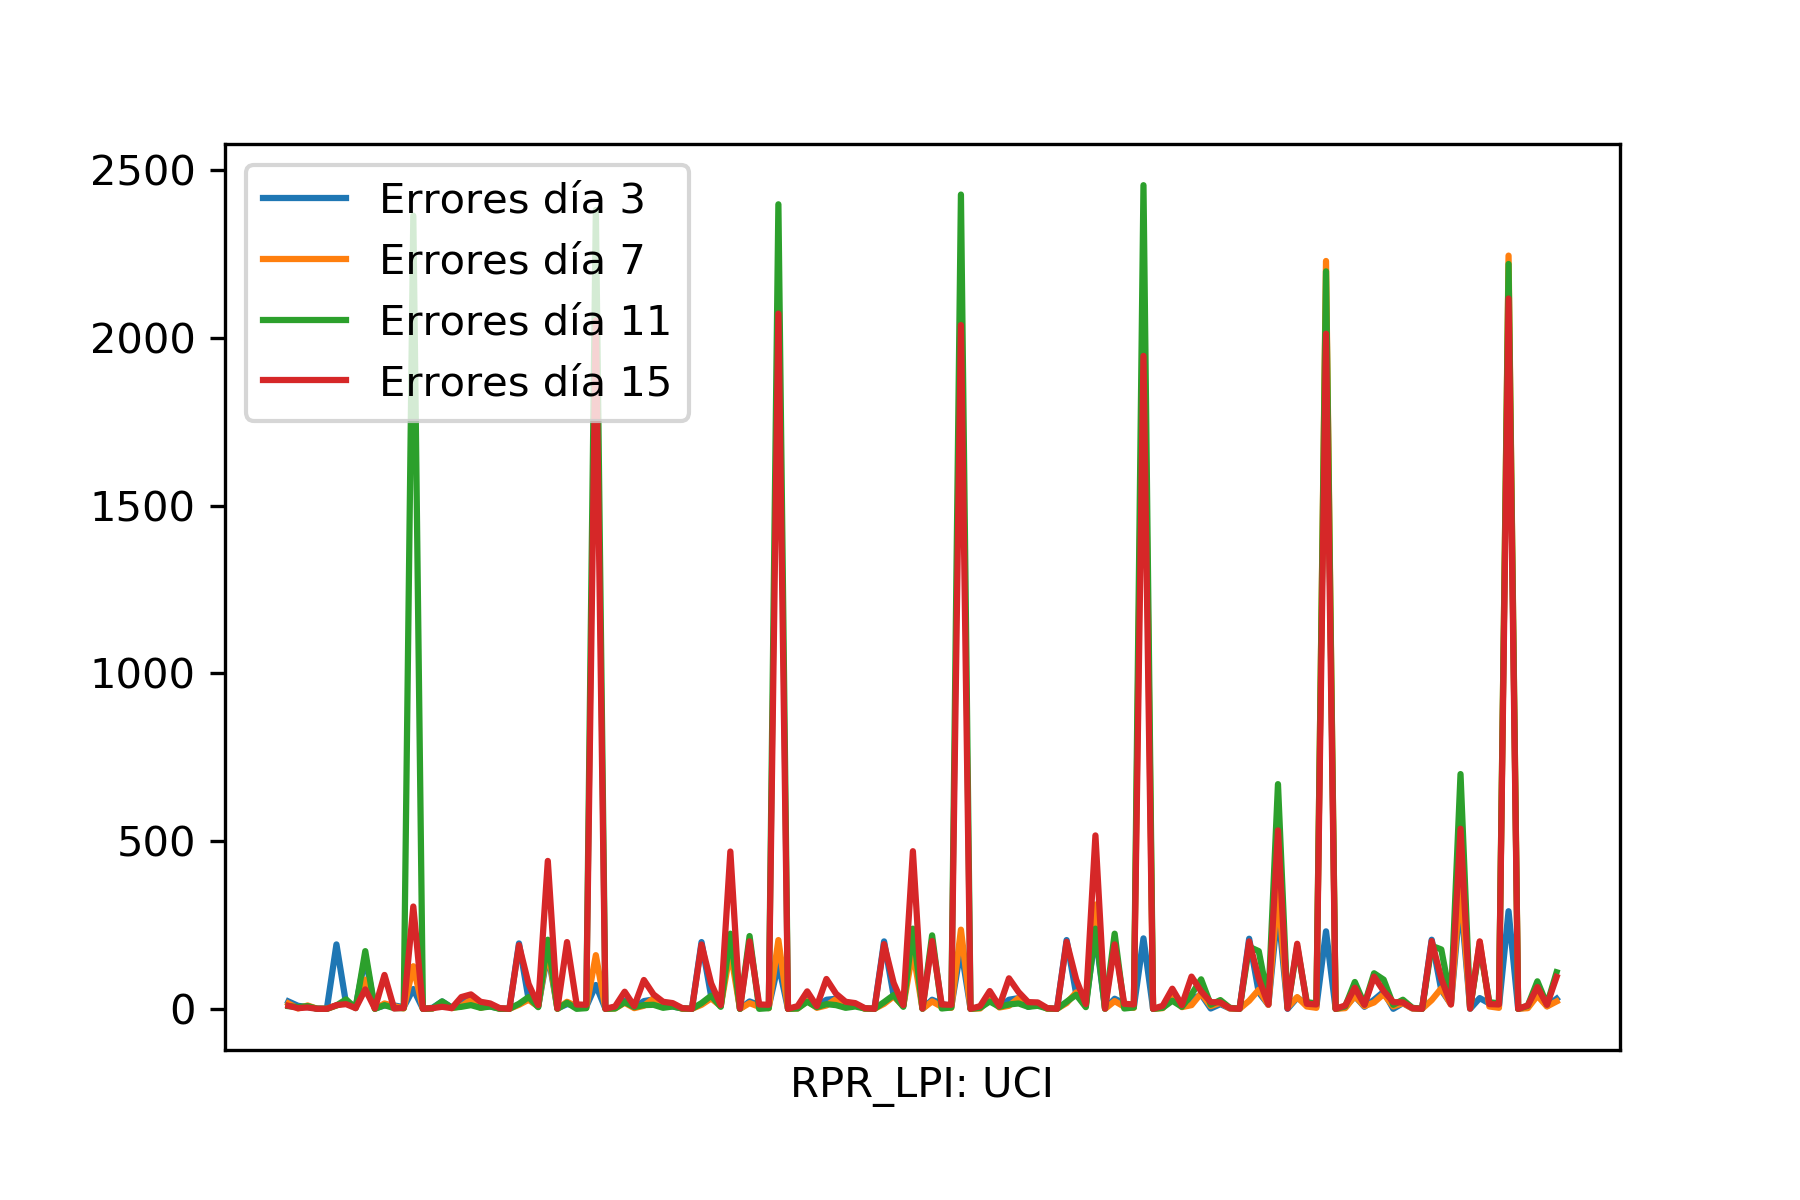 2500
2000
1500
1000
500
0
Errores día 3
Errores día 7
Errores día 11
Errores día 15
RPR_LPI: UCI